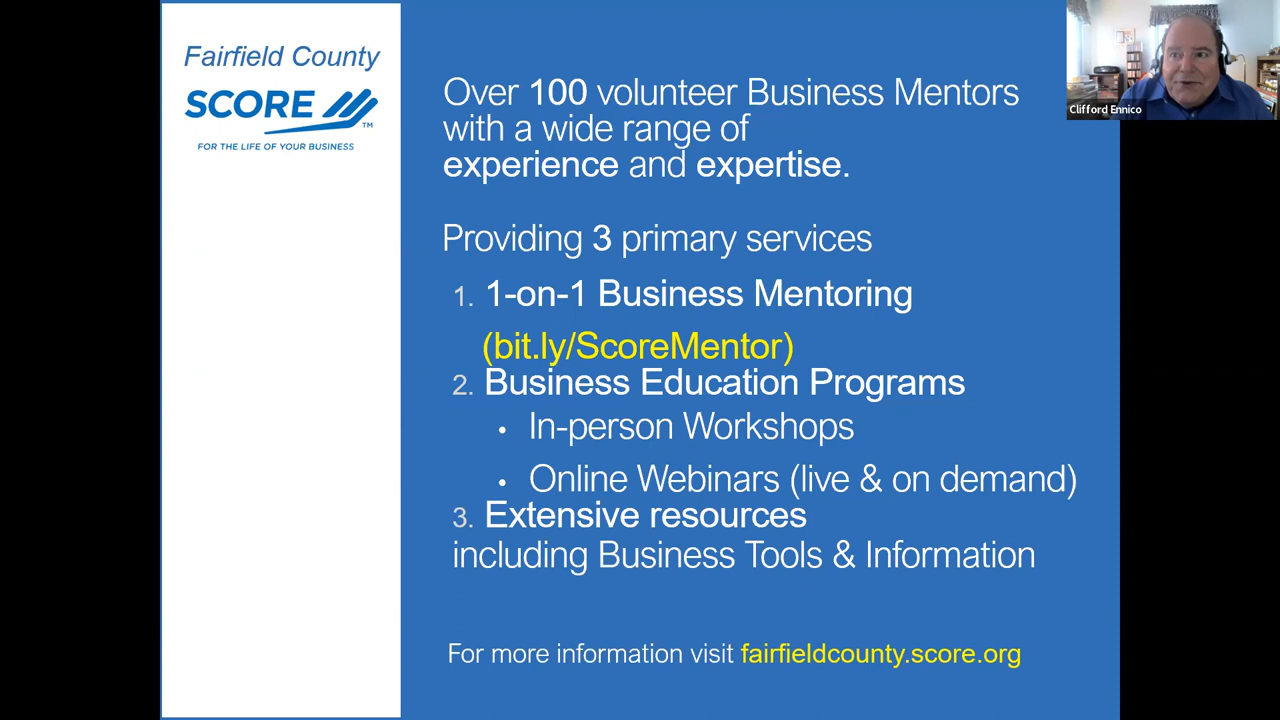 Fairfield County
SCORE
TM
FOR THE LIFE OF YOUR BUSINESS
Over 100 volunteer Business Mentors
with a wide range of
experience and expertise.
Providing 3 primary services
1. 1-on-1 Business Mentoring
(bit.ly/ScoreMentor)
2. Business Education Programs
• In-person Workshops
• Online Webinars (live & on demand)
3. Extensive resources
including Business Tools & Information
For more information visit fairfieldcounty.score.org
Clifford Ennico